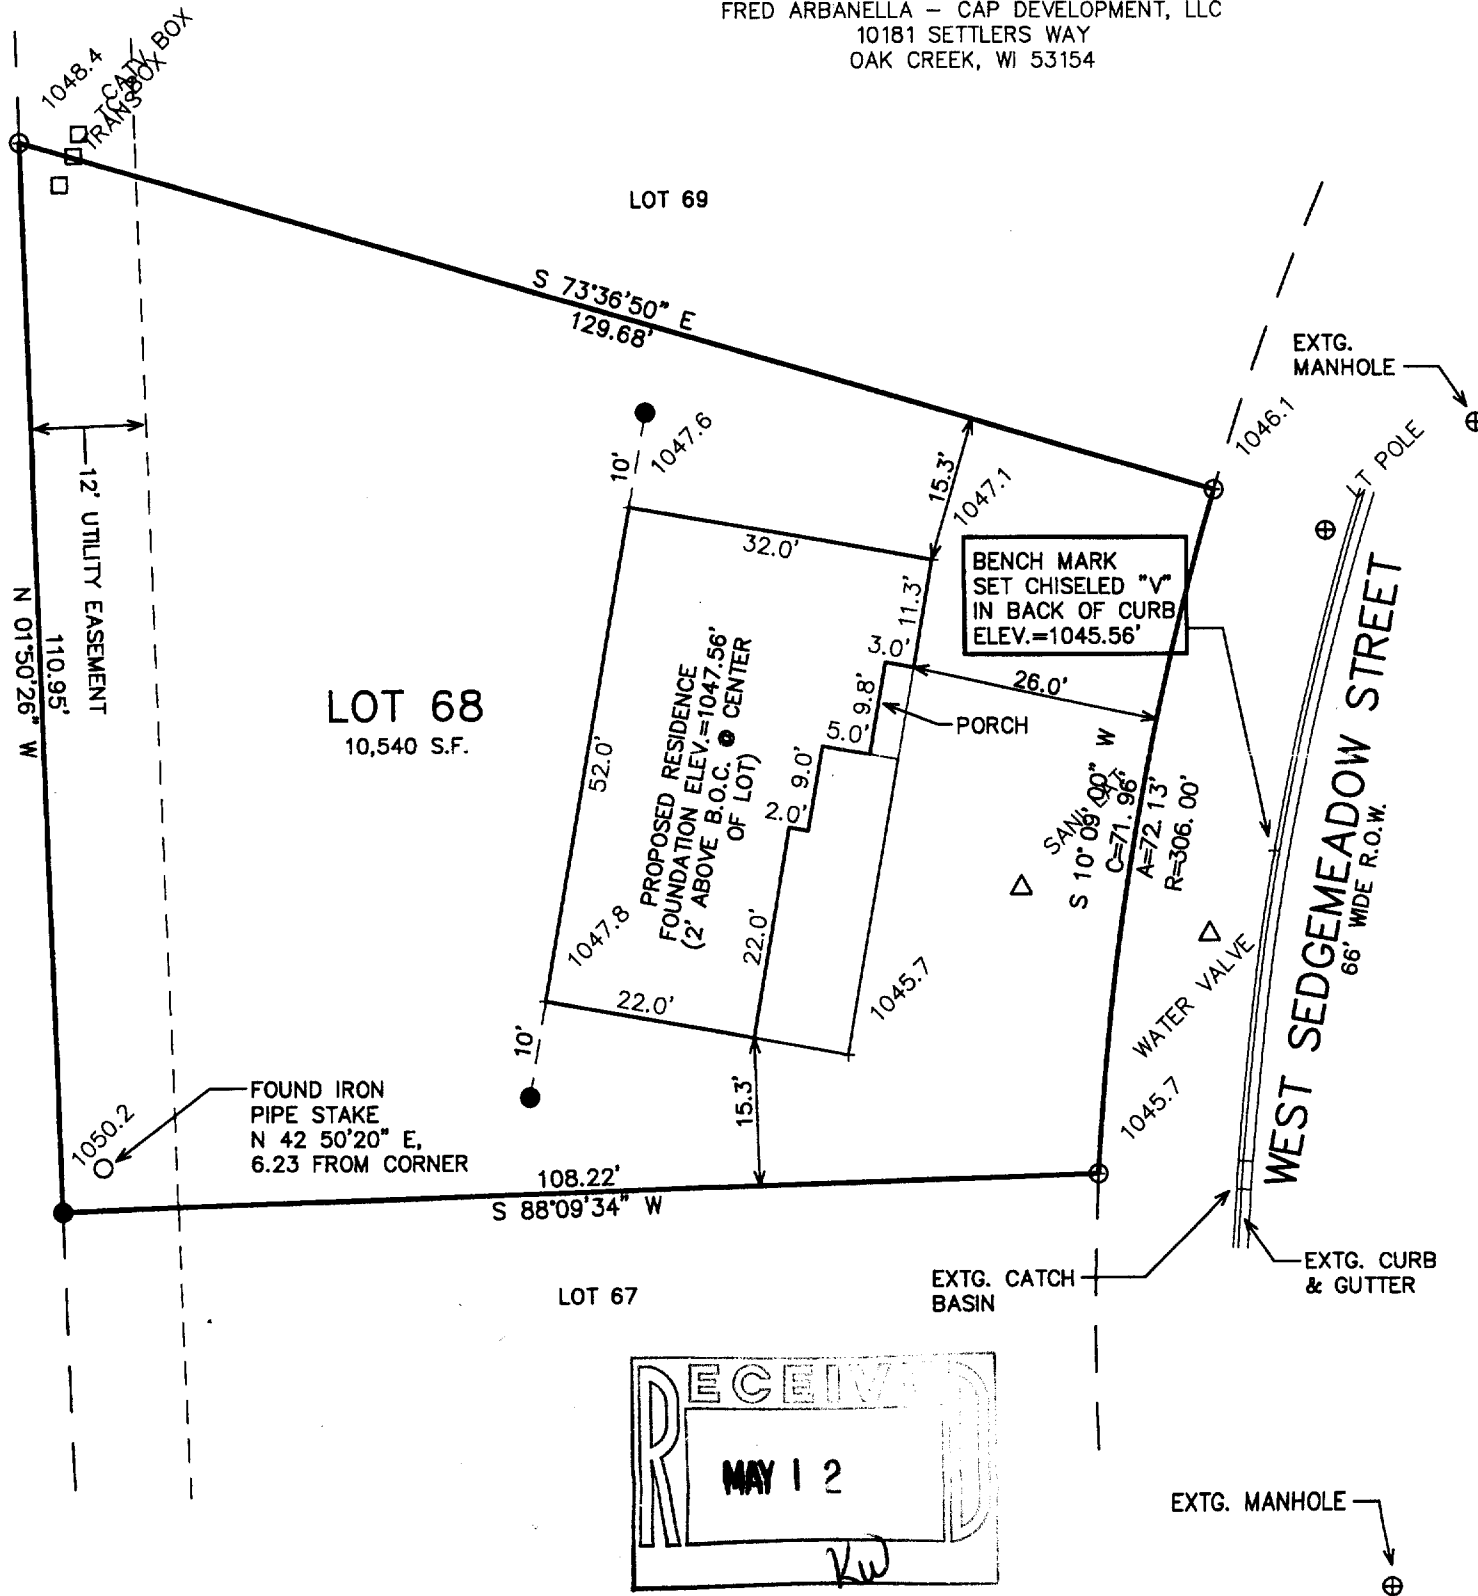 FRED ARBANELLA – CAP DEVELOPMENT, LLC
10181 SETTLERS WAY
OAK CREEK, WI 53154
1048.4
CATV BOX
TRANS
LOT 69
S 73°36'50" E
129.68'
EXTG.
MANHOLE
1046.1
LT POLE
10'
1047.6
15.3'
1047.1
32.0'
BENCH MARK
SET CHISELED "V"
IN BACK OF CURB
ELEV.=1045.56'
11.3'
3.0'
26.0'
9.8'
PORCH
5.0'
9.0'
2.0'
12' UTILITY EASEMENT
N 01°50'26" W
110.95'
LOT 68
10,540 S.F.
52.0'
PROPOSED RESIDENCE
FOUNDATION ELEV.=1047.56'
(2' ABOVE B.O.C. @ CENTER
OF LOT)
S 10° 09' 00" W
C=71.96'
A=72.13'
R=306.00'
WEST SEDGEMEADOW STREET
66' WIDE R.O.W.
1047.8
22.0'
22.0'
1045.7
WATER VALVE
10'
15.3'
1045.7
FOUND IRON
PIPE STAKE
N 42 50'20" E,
6.23 FROM CORNER
1050.2
108.22'
S 88°09'34" W
LOT 67
EXTG. CATCH
BASIN
EXTG. CURB
& GUTTER
RECEIVED
MAY 12
KW
EXTG. MANHOLE